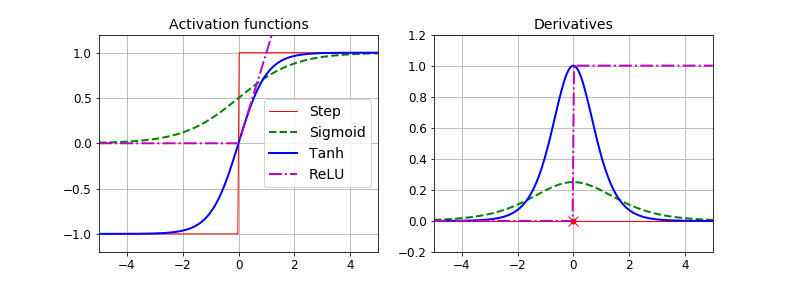 Activation functions
1.0
0.5
0.0
−0.5
−1.0
−4 −2 0 2 4
Step
Sigmoid
Tanh
ReLU
Derivatives
1.2
1.0
0.8
0.6
0.4
0.2
0.0
−0.2
−4 −2 0 2 4